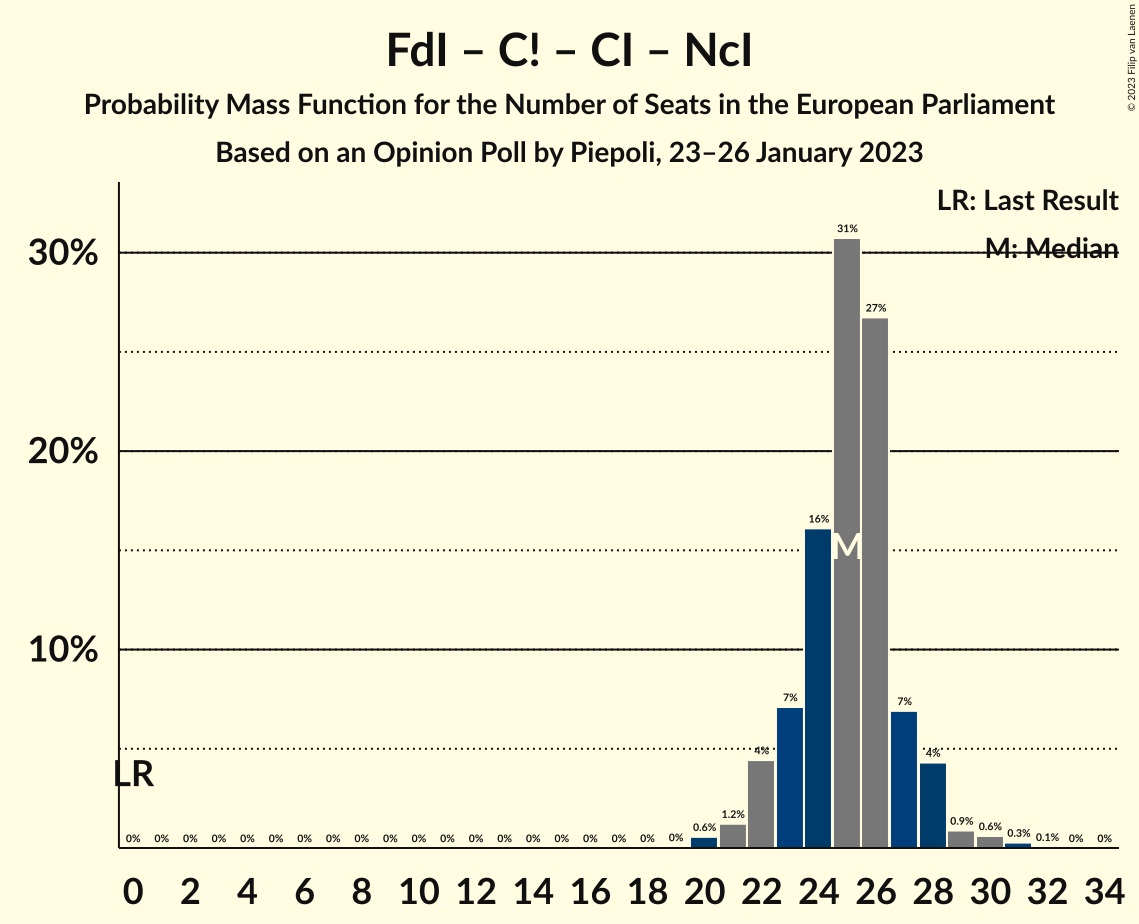 FdI – C! – CI – NcI
Probability Mass Function for the Number of Seats in the European Parliament
Based on an Opinion Poll by Piepoli, 23–26 January 2023
© 2023 Filip van Laenen
LR: Last Result
M: Median
30%
20%
10%
31%
27%
16%
M
7%
7%
4%
4%
LR
0% 0% 0% 0% 0% 0% 0% 0% 0% 0% 0% 0% 0% 0% 0% 0% 0% 0% 0% 0% 0.6% 1.2% 0.9% 0.6% 0.3% 0.1% 0% 0%
0 2 4 6 8 10 12 14 16 18 20 22 24 26 28 30 32 34